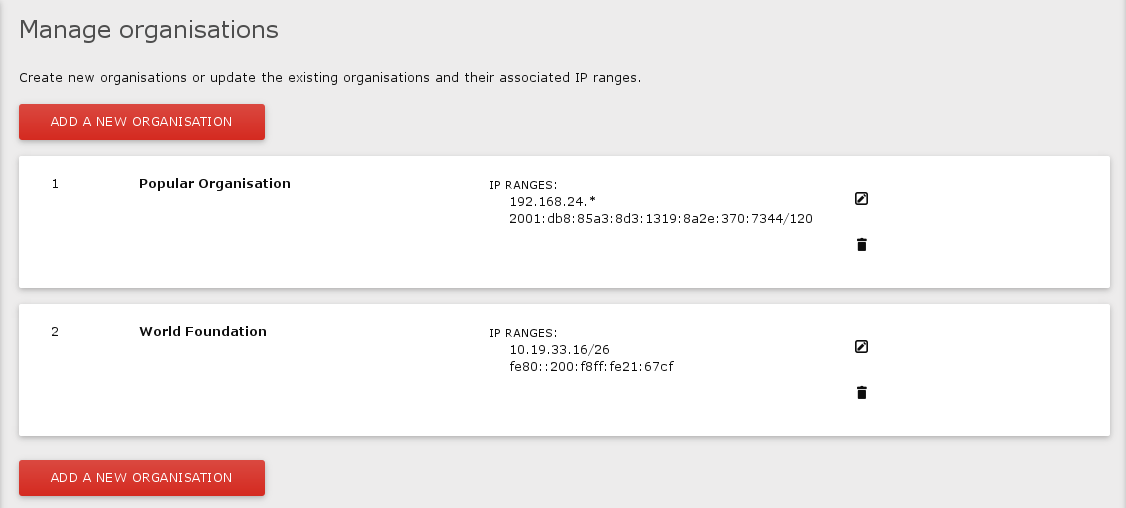 Manage organisations
Create new organisations or update the existing organisations and their associated IP ranges.
ADD A NEW ORGANISATION
1
Popular Organisation
IP RANGES:
192.168.24.*
2001:db8:85a3:8d3:1319:8a2e:370:7344/120
2
World Foundation
IP RANGES:
10.19.33.16/26
fe80::200:f8ff:fe21:67cf
ADD A NEW ORGANISATION